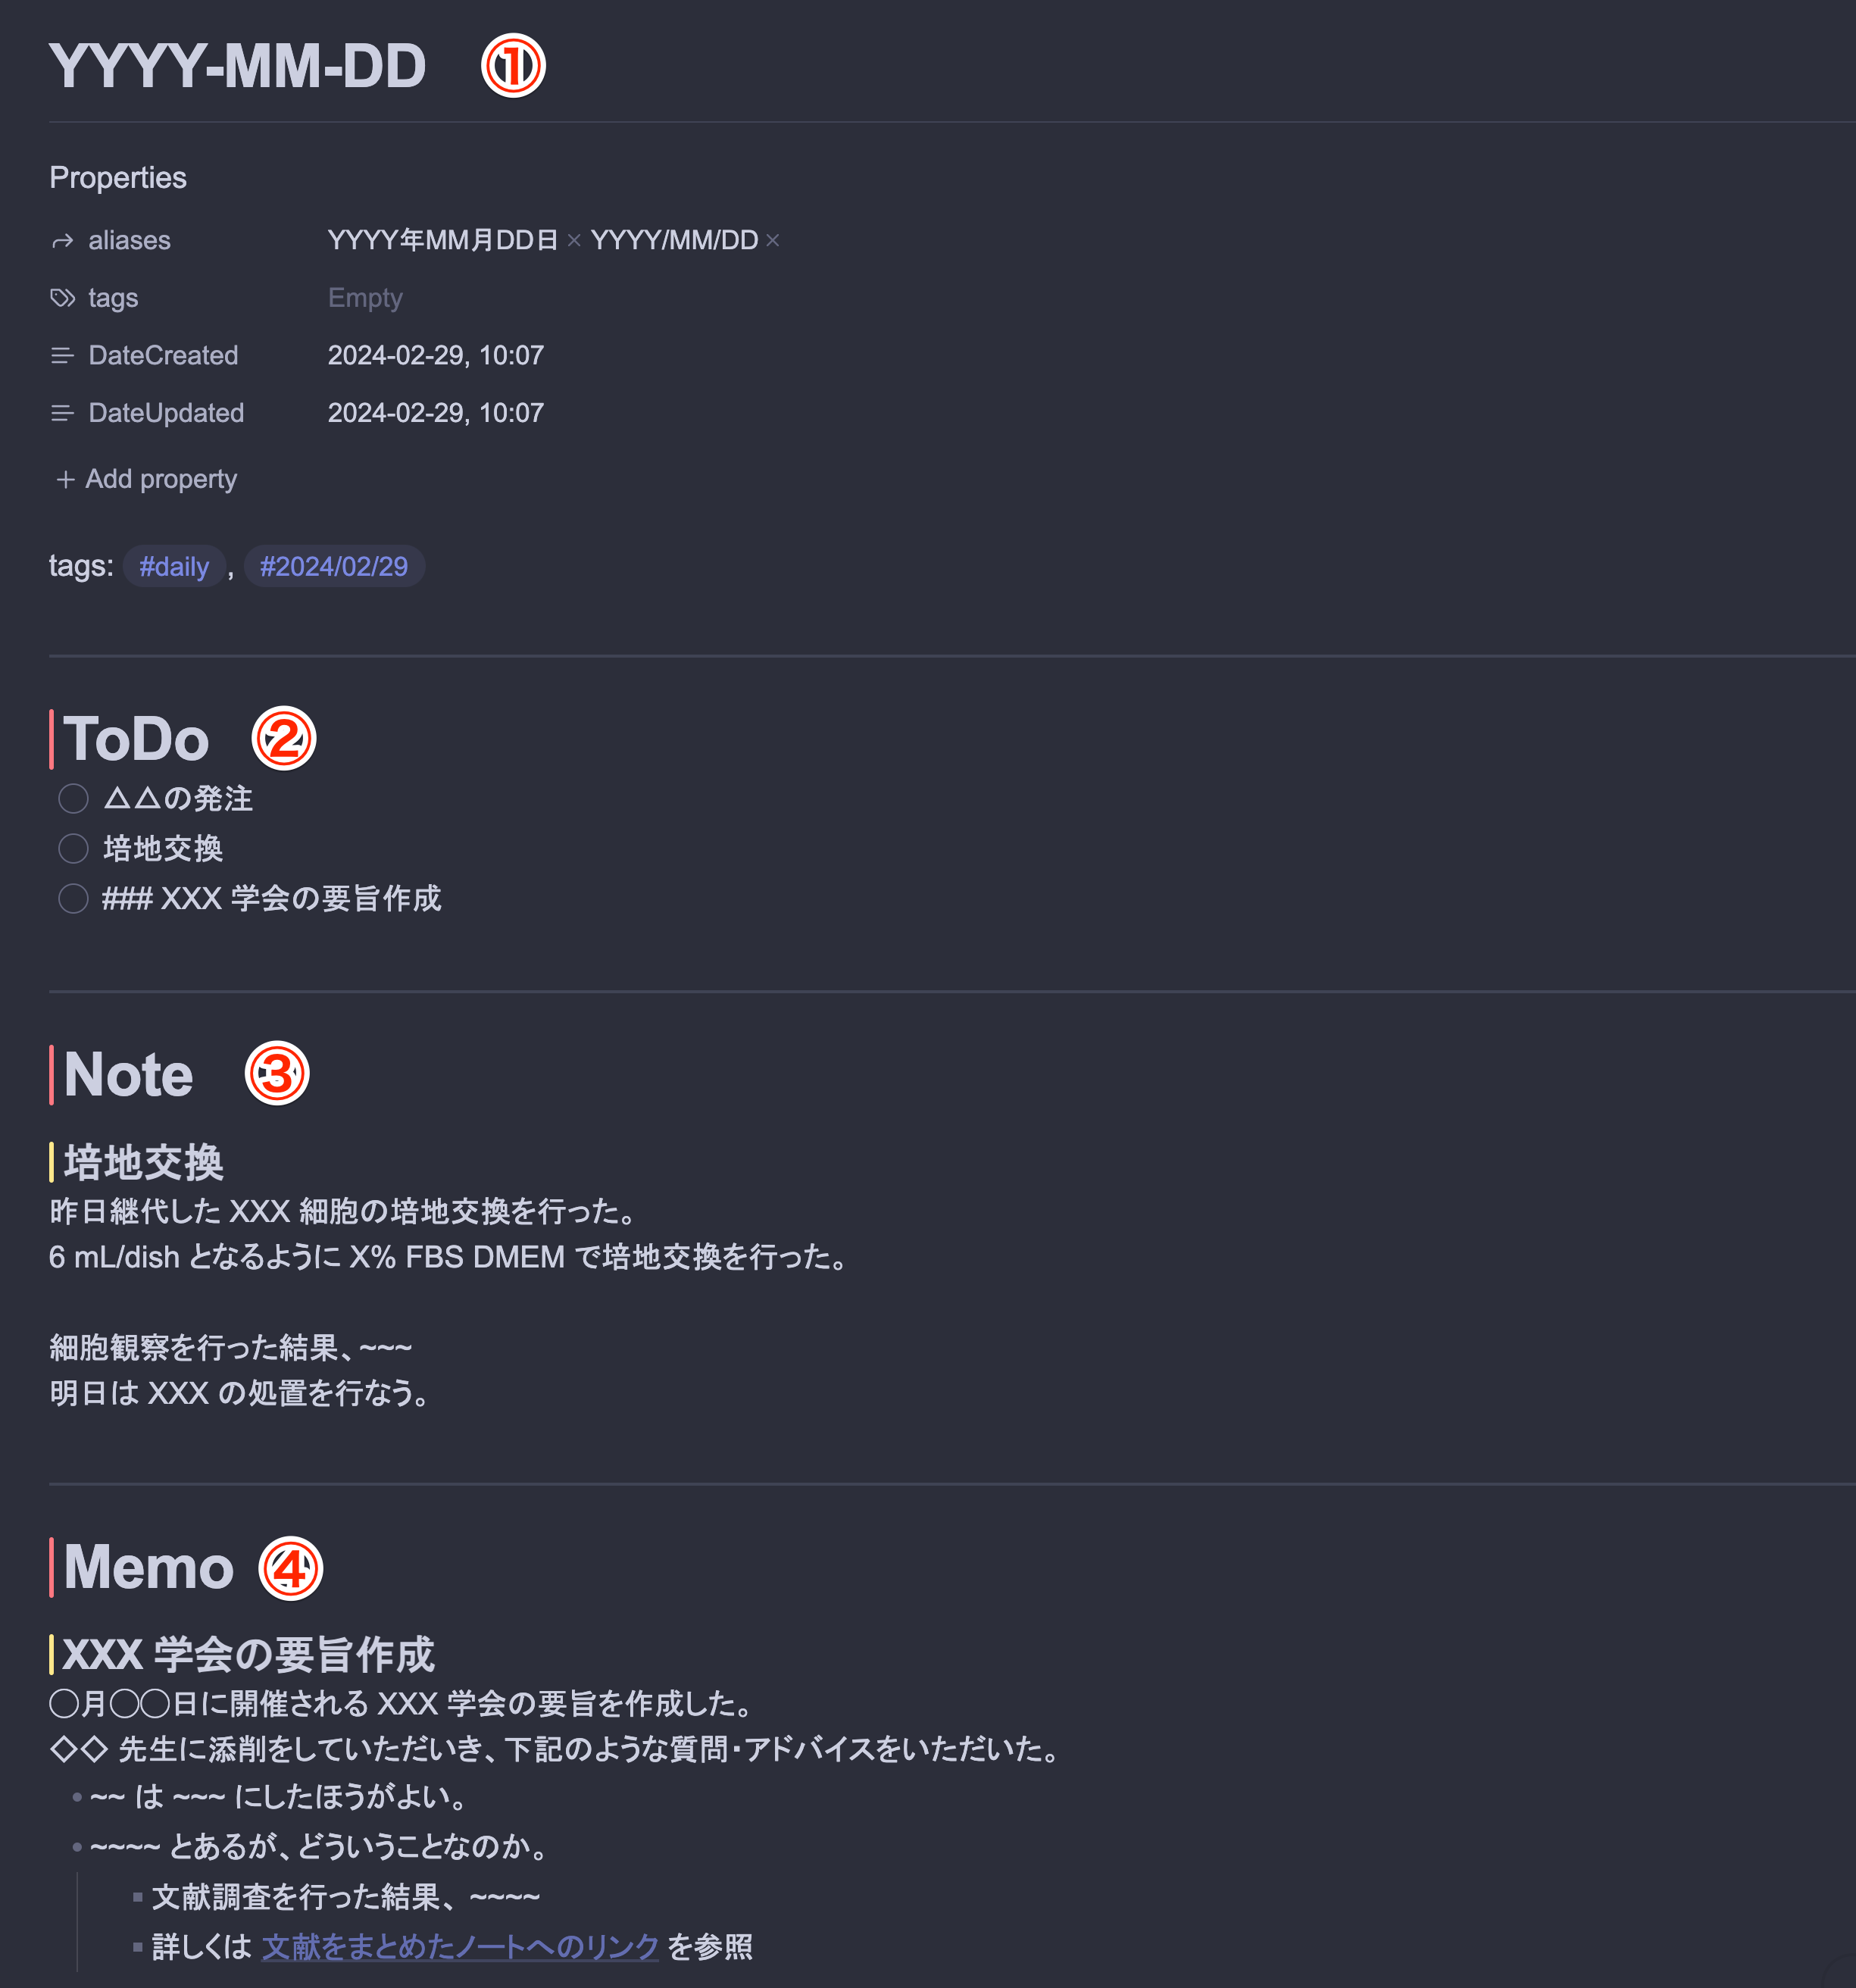 YYYY-MM-DD ①
Properties
aliases YYYY年MM月DD日 × YYYY/MM/DD ×
tags Empty
DateCreated 2024-02-29, 10:07
DateUpdated 2024-02-29, 10:07
+ Add property
tags: #daily, #2024/02/29
ToDo ②
△△の発注
培地交換
### XXX 学会の要旨作成
Note ③
培地交換
昨日継代した XXX 細胞の培地交換を行った。
6 mL/dish となるように X% FBS DMEM で培地交換を行った。
細胞観察を行った結果、~~~
明日は XXX の処置を行なう。
Memo ④
XXX 学会の要旨作成
◯月◯◯日に開催される XXX 学会の要旨を作成した。
◇◇ 先生に添削をしていただいき、下記のような質問・アドバイスをいただいた。
• ~~ は ~~~ にしたほうがよい。
• ~~~~ とあるが、どういうことなのか。
▪ 文献調査を行った結果、 ~~~~
▪ 詳しくは 文献をまとめたノートへのリンク を参照